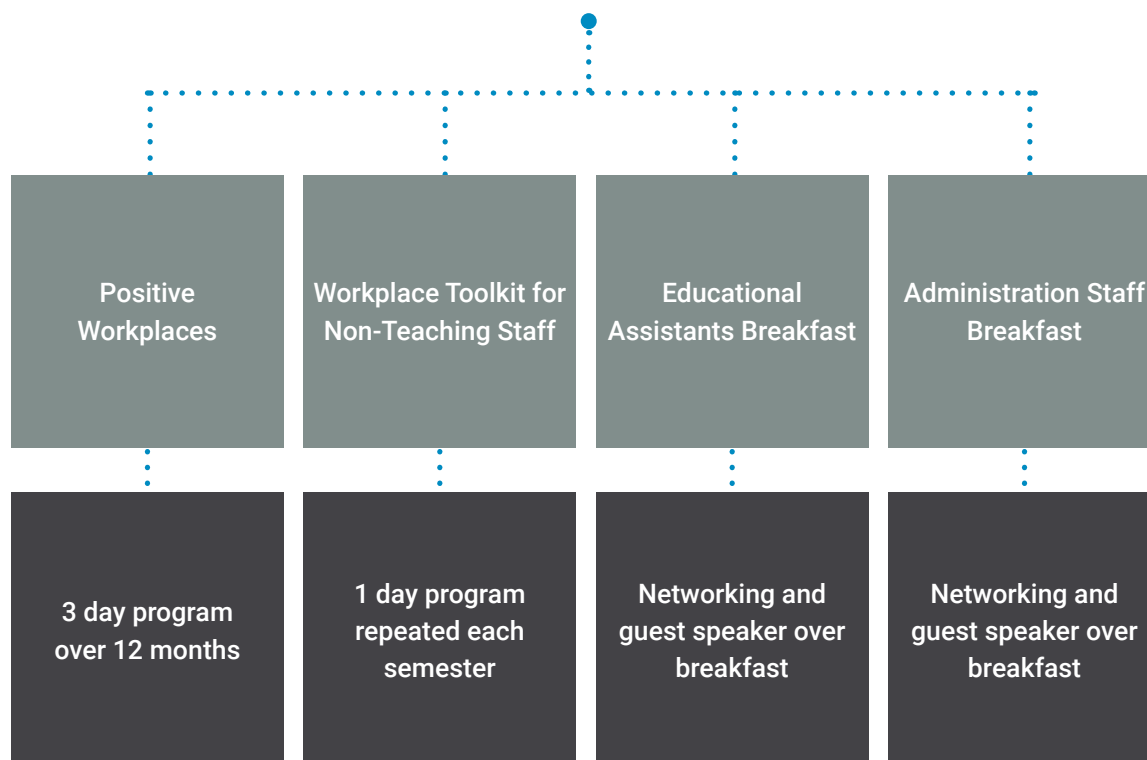 Positive
Workplaces
Workplace Toolkit for
Non-Teaching Staff
Educational
Assistants Breakfast
Administration Staff
Breakfast
3 day program
over 12 months
1 day program
repeated each
semester
Networking and
guest speaker over
breakfast
Networking and
guest speaker over
breakfast